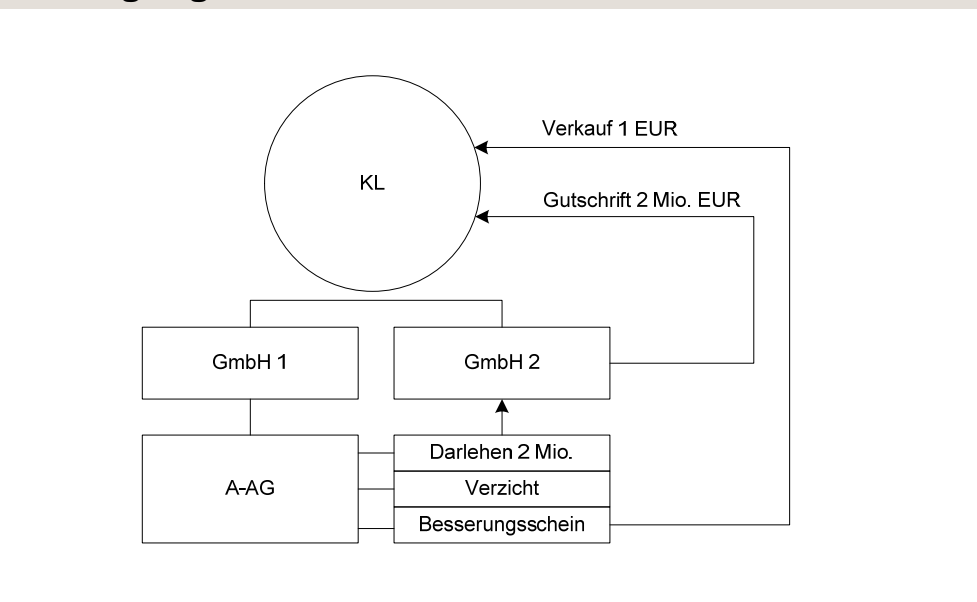 Verkauf 1 EUR
KL
Gutschrift 2 Mio. EUR
GmbH 1
GmbH 2
Darlehen 2 Mio.
A-AG
Verzicht
Besserungsschein